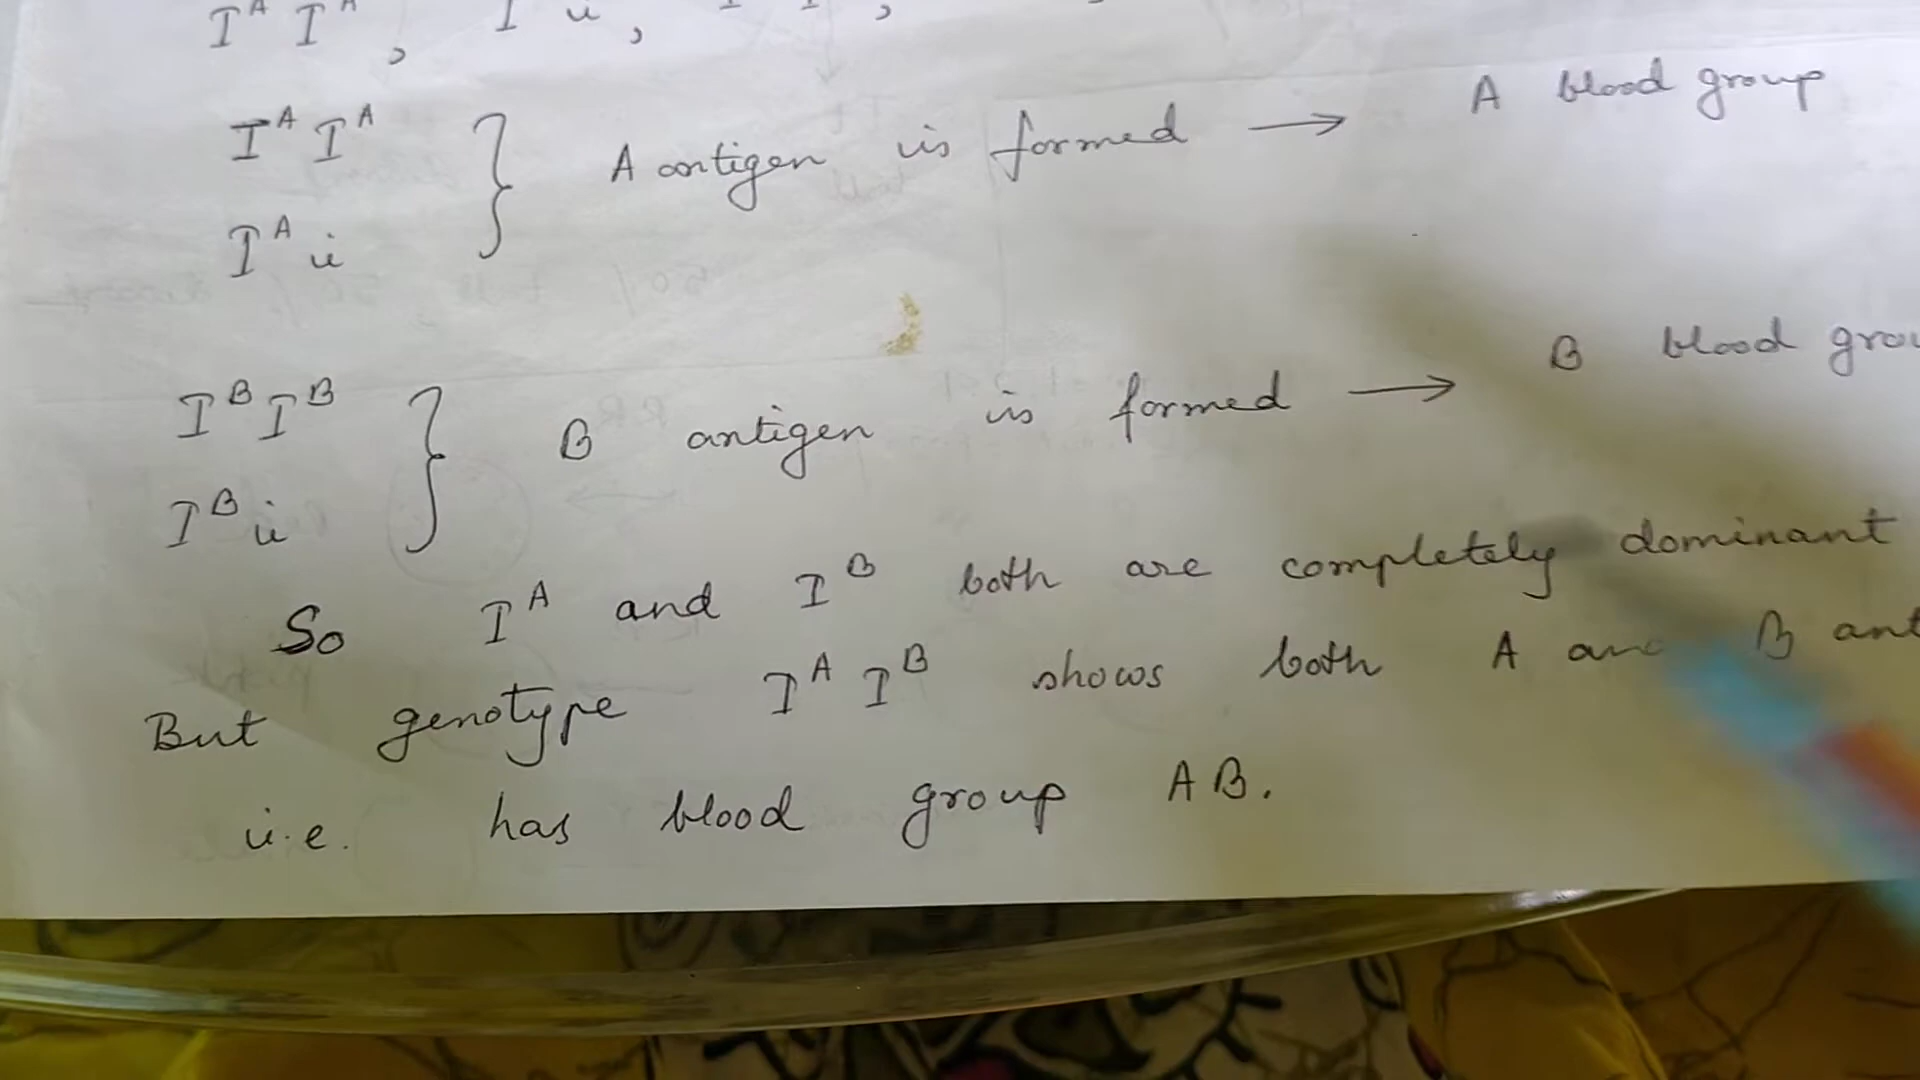 I^A I^A, I i,
I^A I^A } A antigen is formed → A blood group
I^A i
I^B I^B } B antigen is formed → B blood
I^B i
So I^A and I^B both are completely dominant
But genotype I^A I^B shows both A and B
i.e. has blood group AB.